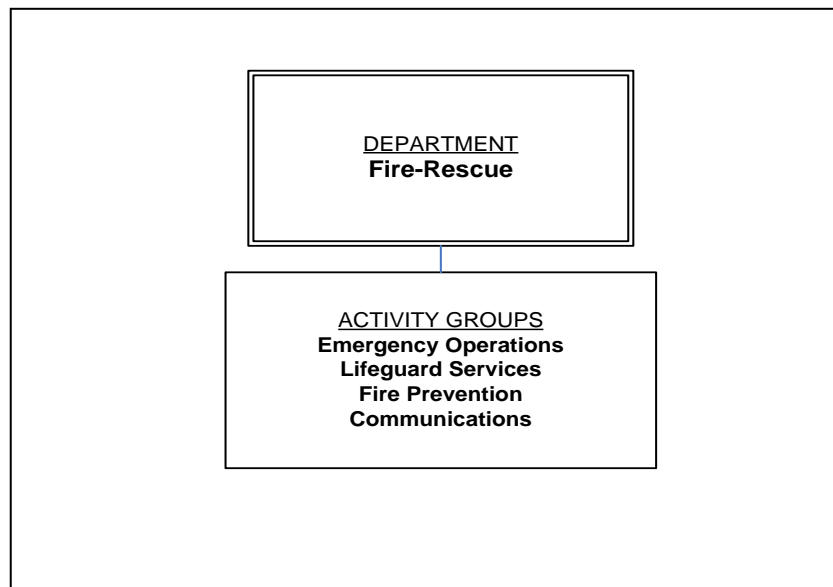 DEPARTMENT
Fire-Rescue
ACTIVITY GROUPS
Emergency Operations
Lifeguard Services
Fire Prevention
Communications